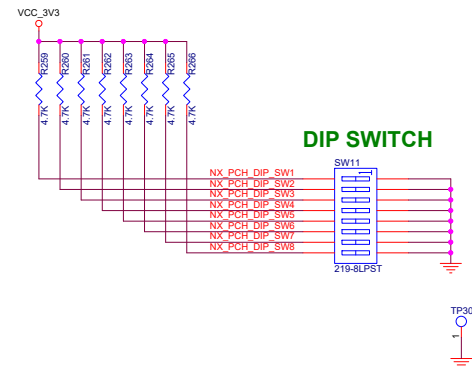 VCC_3V3
R259
R260
R261
R262
R263
R264
R265
R266
4.7K
4.7K
4.7K
4.7K
4.7K
4.7K
4.7K
4.7K
DIP SWITCH
SW11
1
NX_PCH_DIP_SW1
NX_PCH_DIP_SW2
NX_PCH_DIP_SW3
NX_PCH_DIP_SW4
NX_PCH_DIP_SW5
NX_PCH_DIP_SW6
NX_PCH_DIP_SW7
NX_PCH_DIP_SW8
219-8LPST
TP30
1